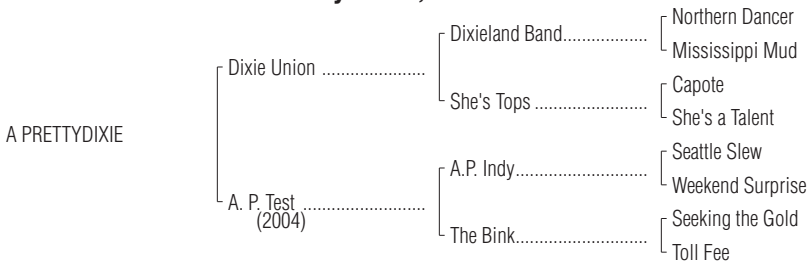 Northern Dancer
Dixieland Band..................
Mississippi Mud
Dixie Union ......................
Capote
She's Tops ........................
She's a Talent
A PRETTYDIXIE
Seattle Slew
A.P. Indy............................
Weekend Surprise
A. P. Test ..........................
(2004)
Seeking the Gold
The Bink............................
Toll Fee